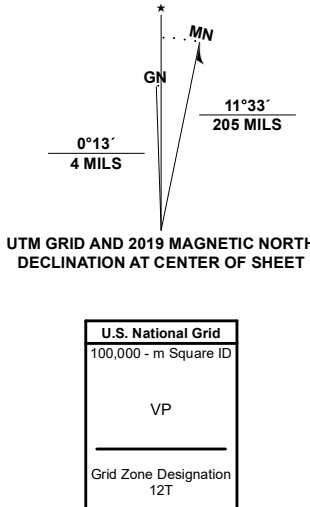 ★
MN
GN
11°33´
205 MILS
0°13´
4 MILS
UTM GRID AND 2019 MAGNETIC NORTH
DECLINATION AT CENTER OF SHEET
U.S. National Grid
100,000 - m Square ID
VP
Grid Zone Designation
12T